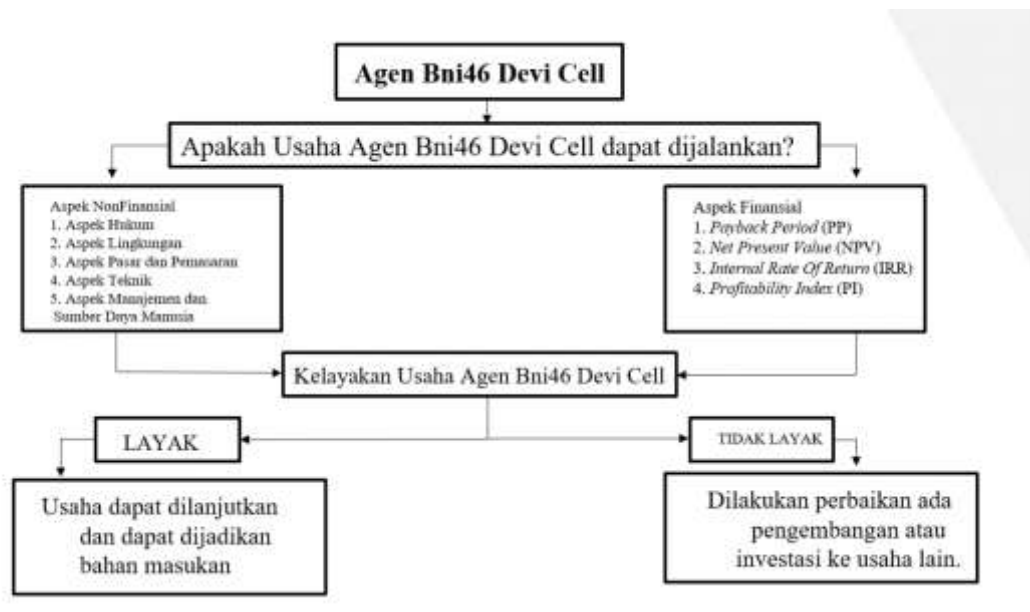 Agen Bni46 Devi Cell
Apakah Usaha Agen Bni46 Devi Cell dapat dijalankan?
Aspek NonFinansial
1. Aspek Hukum
2. Aspek Lingkungan
3. Aspek Pasar dan Pemasaran
4. Aspek Teknik
5. Aspek Manajemen dan
Sumber Daya Manusia
Aspek Finansial
1. Payback Period (PP)
2. Net Present Value (NPV)
3. Internal Rate Of Return (IRR)
4. Profitability Index (PI)
Kelayakan Usaha Agen Bni46 Devi Cell
LAYAK
TIDAK LAYAK
Usaha dapat dilanjutkan
dan dapat dijadikan
bahan masukan
Dilakukan perbaikan ada
pengembangan atau
investasi ke usaha lain.